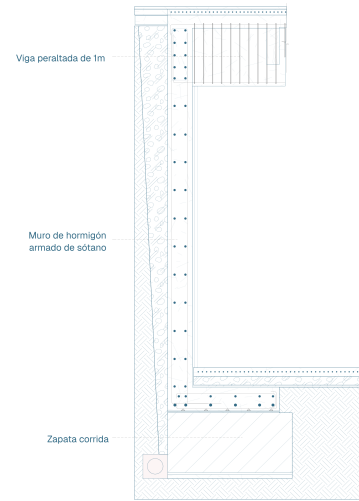 Viga peraltada de 1m
Muro de hormigón
armado de sótano
Zapata corrida